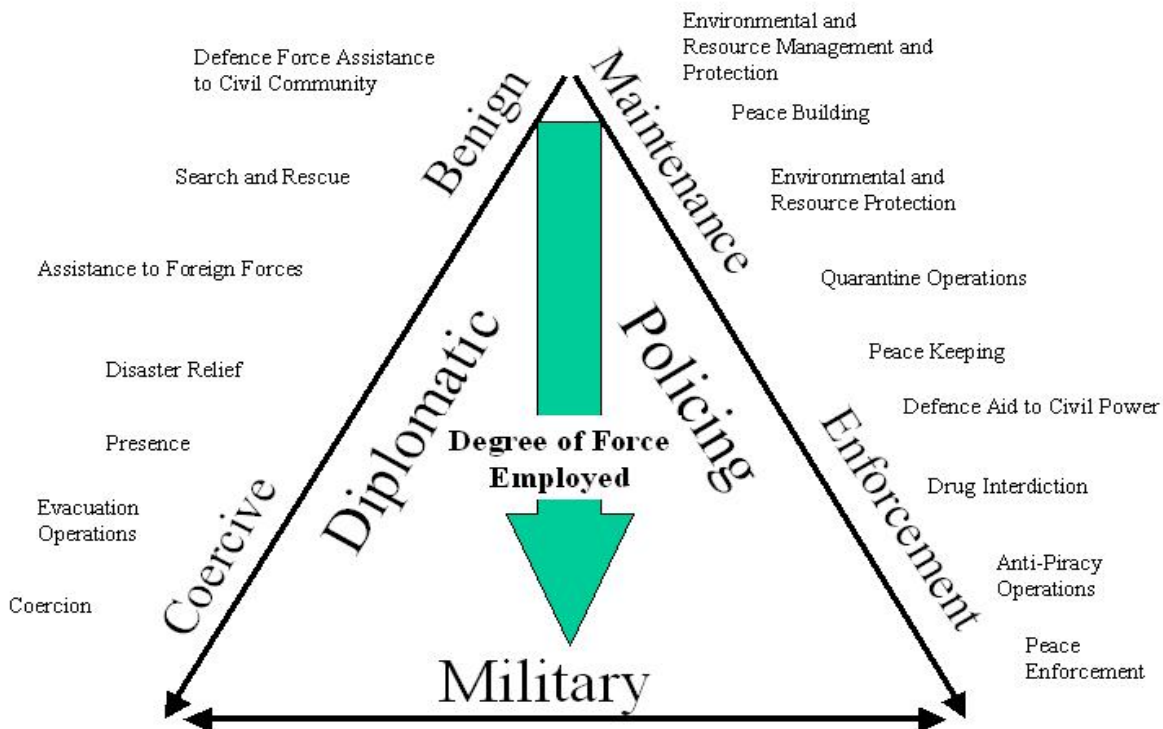 Defence Force Assistance
to Civil Community
Search and Rescue
Assistance to Foreign Forces
Disaster Relief
Presence
Evacuation
Operations
Coercion
Benign
Coercive
Diplomatic
Degree of Force
Employed
Military
Policing
Maintenance
Enforcement
Environmental and
Resource Management and
Protection
Peace Building
Environmental and
Resource Protection
Quarantine Operations
Peace Keeping
Defence Aid to Civil Power
Drug Interdiction
Anti-Piracy
Operations
Peace
Enforcement